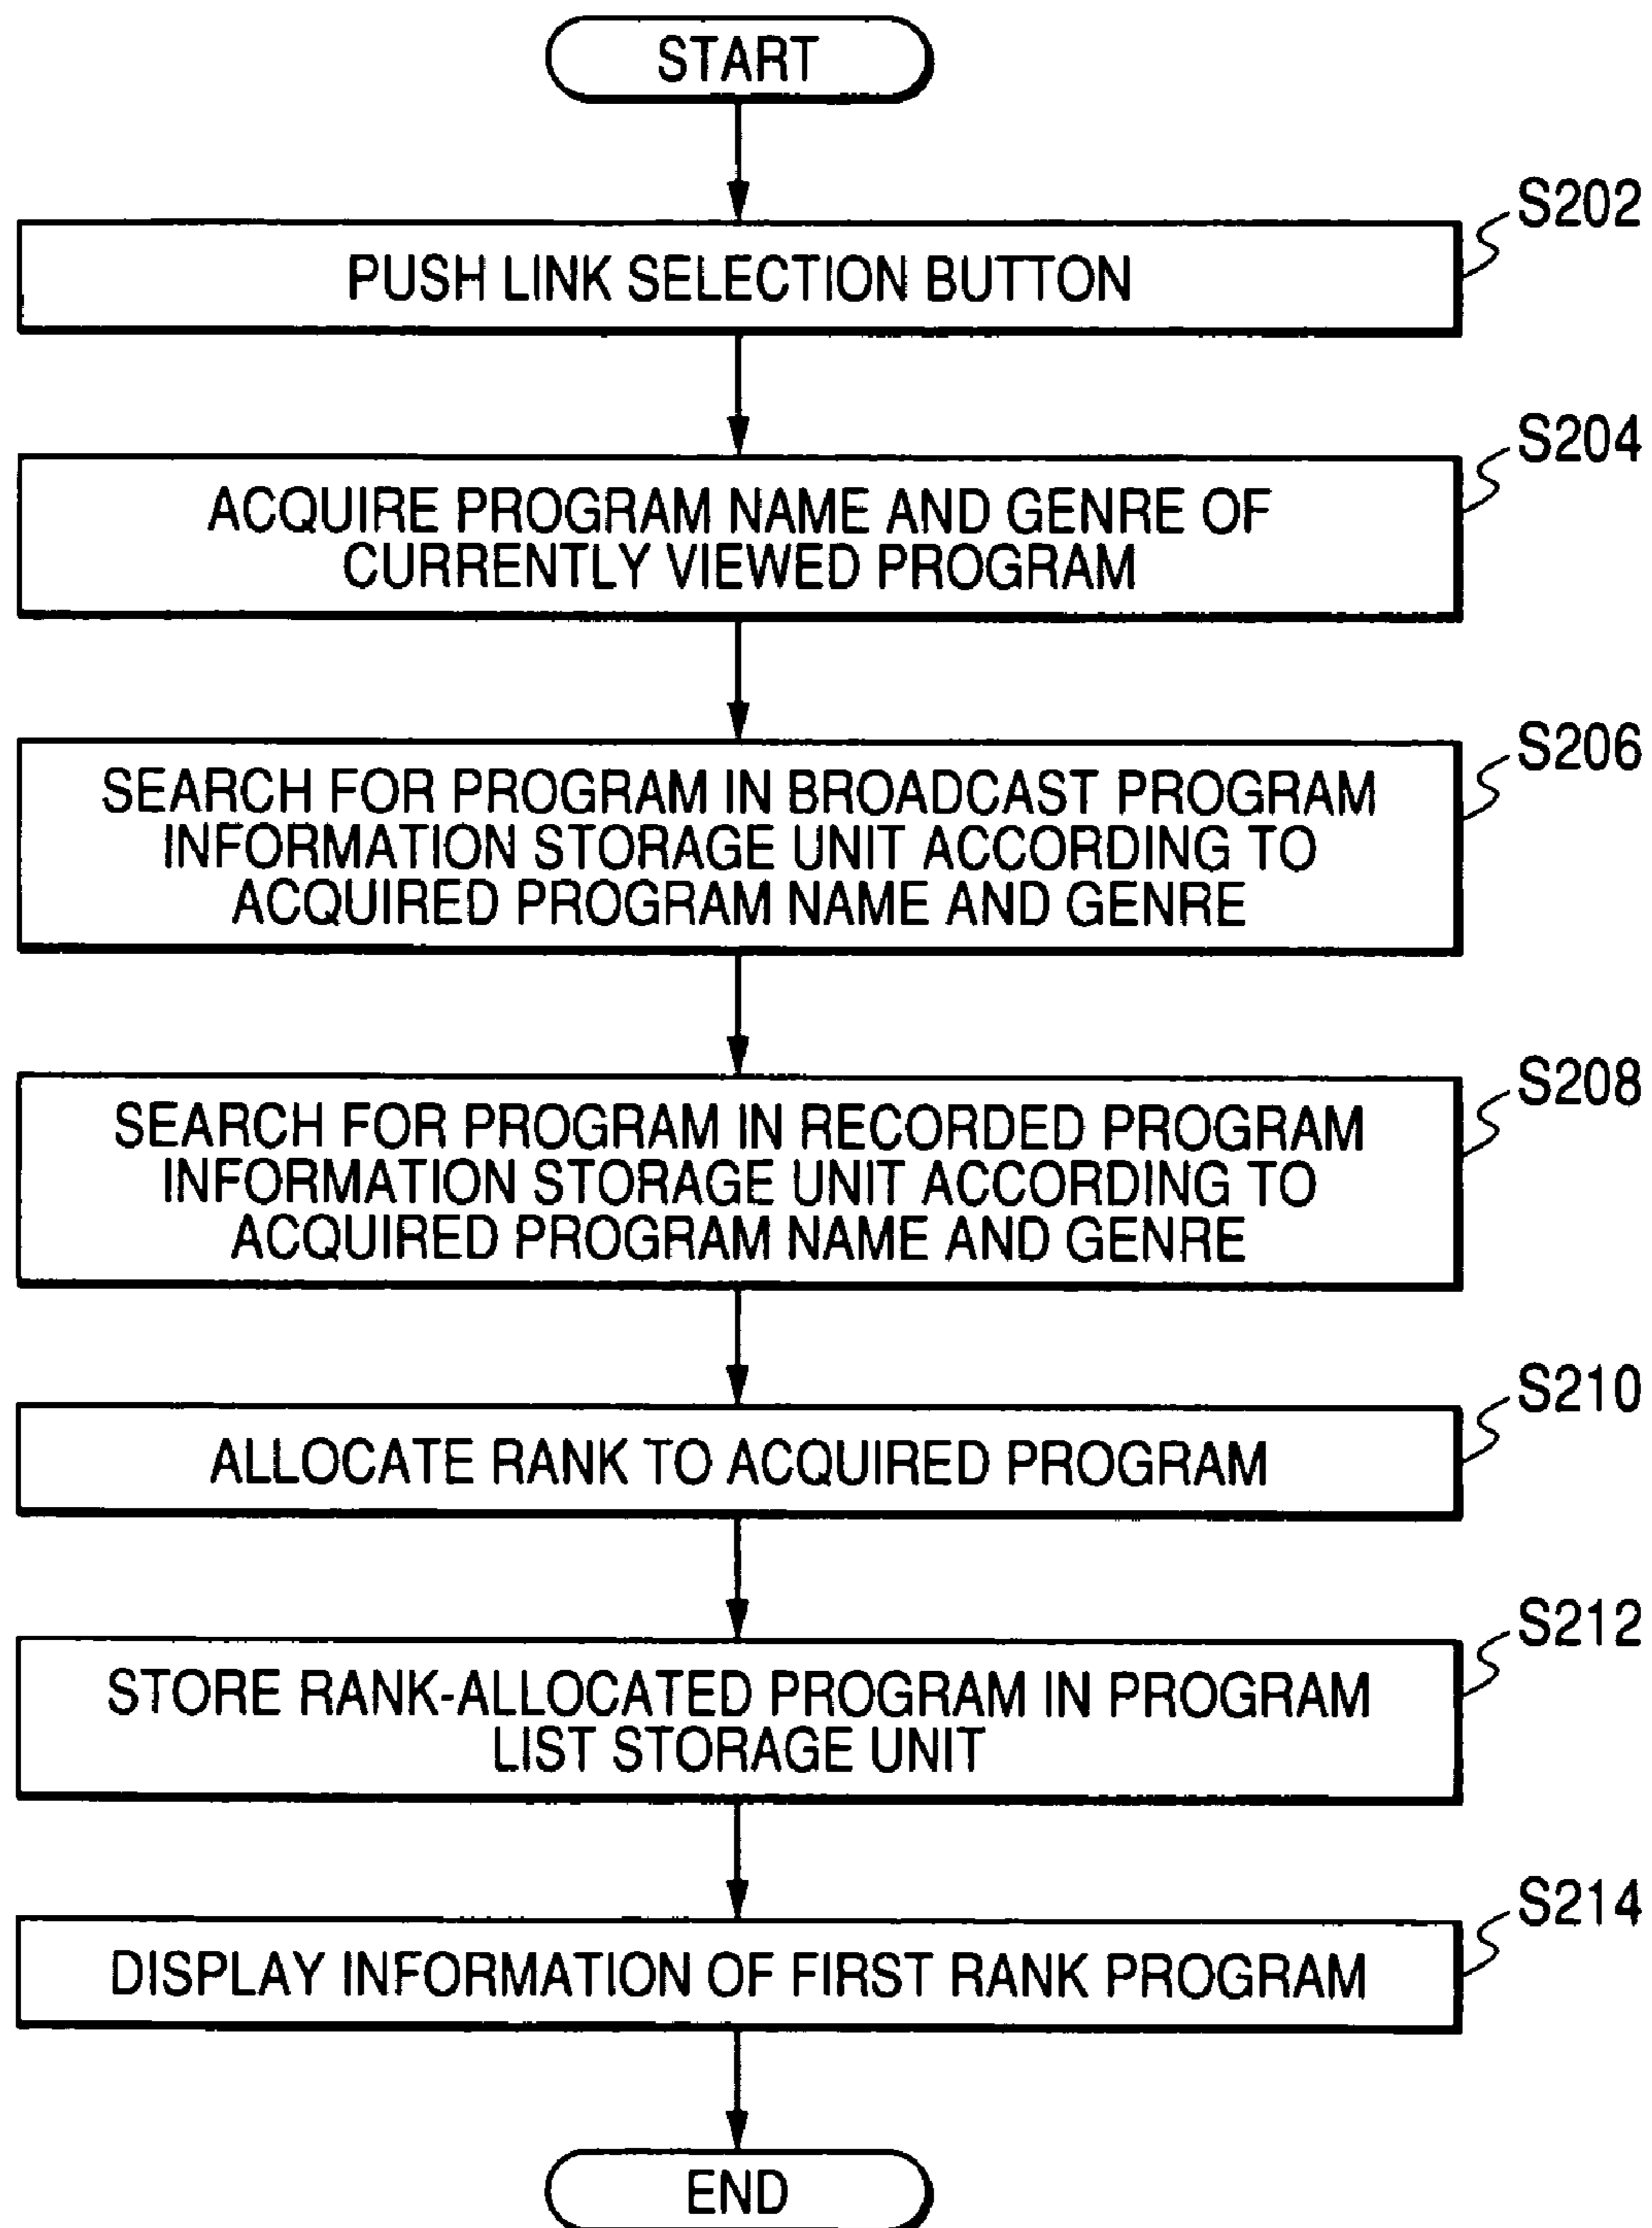 START
S202
PUSH LINK SELECTION BUTTON
S204
ACQUIRE PROGRAM NAME AND GENRE OF
CURRENTLY VIEWED PROGRAM
S206
SEARCH FOR PROGRAM IN BROADCAST PROGRAM
INFORMATION STORAGE UNIT ACCORDING TO
ACQUIRED PROGRAM NAME AND GENRE
S208
SEARCH FOR PROGRAM IN RECORDED PROGRAM
INFORMATION STORAGE UNIT ACCORDING TO
ACQUIRED PROGRAM NAME AND GENRE
S210
ALLOCATE RANK TO ACQUIRED PROGRAM
S212
STORE RANK-ALLOCATED PROGRAM IN PROGRAM
LIST STORAGE UNIT
S214
DISPLAY INFORMATION OF FIRST RANK PROGRAM
END